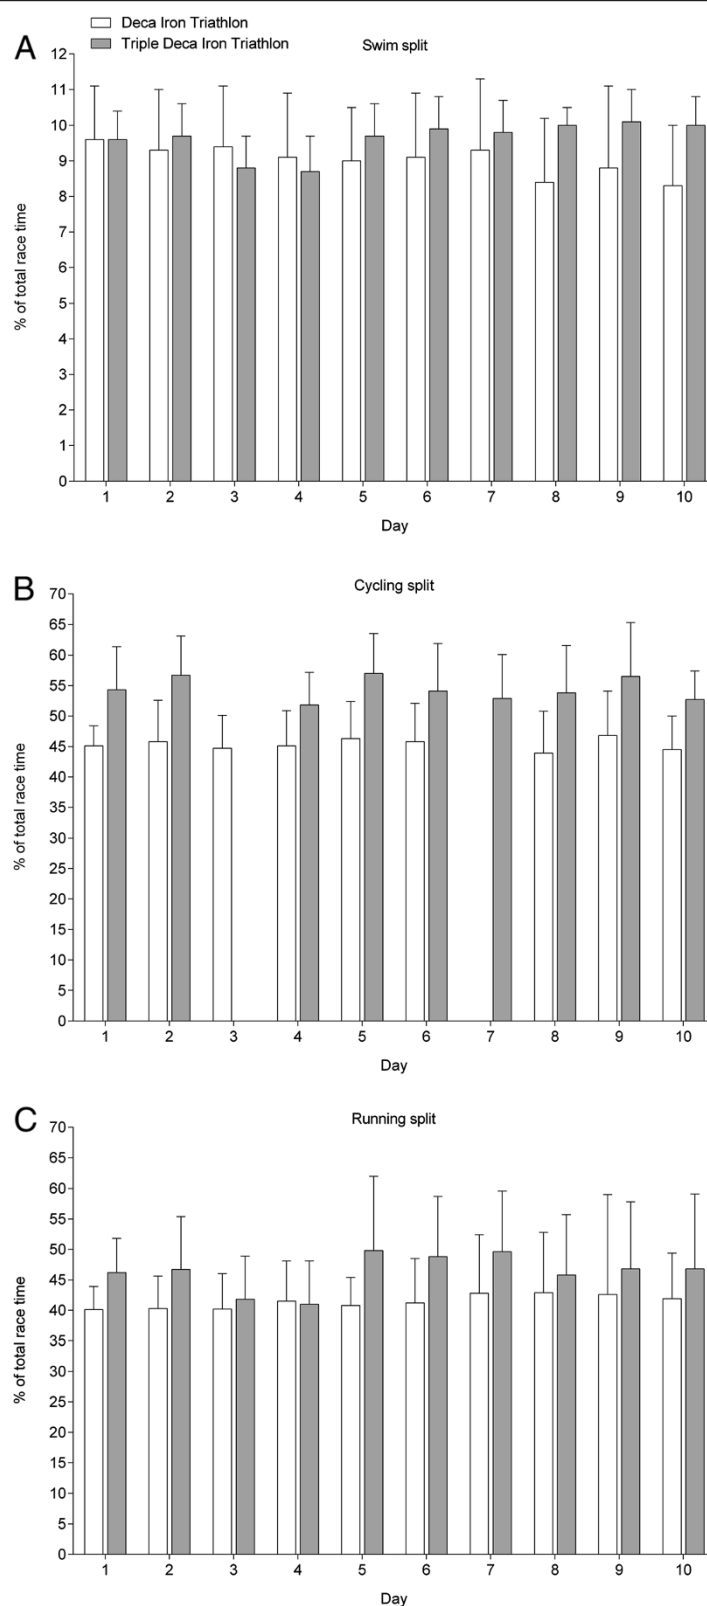 A
Deca Iron Triathlon
Triple Deca Iron Triathlon
Swim split
12
11
10
9
8
7
6
5
4
3
2
1
0
% of total race time
1 2 3 4 5 6 7 8 9 10
Day
B
Cycling split
70
65
60
55
50
45
40
35
30
25
20
15
10
5
0
% of total race time
1 2 3 4 5 6 7 8 9 10
Day
C
Running split
70
65
60
55
50
45
40
35
30
25
20
15
10
5
0
% of total race time
1 2 3 4 5 6 7 8 9 10
Day